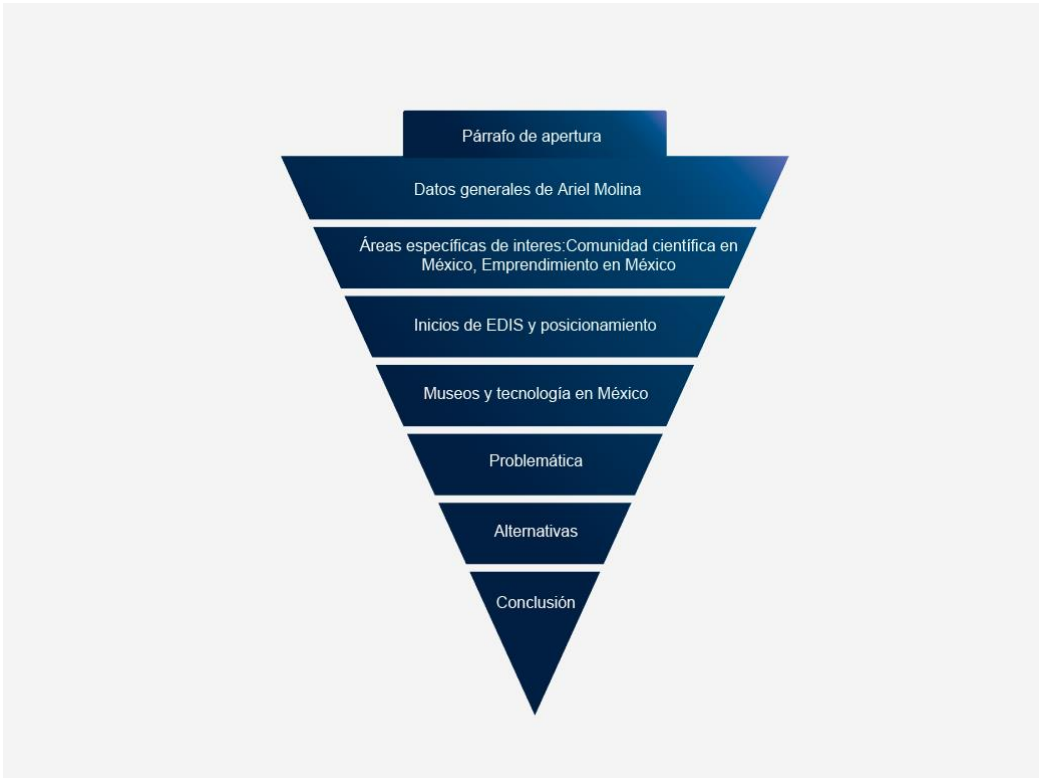 Párrafo de apertura
Datos generales de Ariel Molina
Áreas específicas de interes:Comunidad científica en
México, Emprendimiento en México
Inicios de EDIS y posicionamiento
Museos y tecnología en México
Problemática
Alternativas
Conclusión